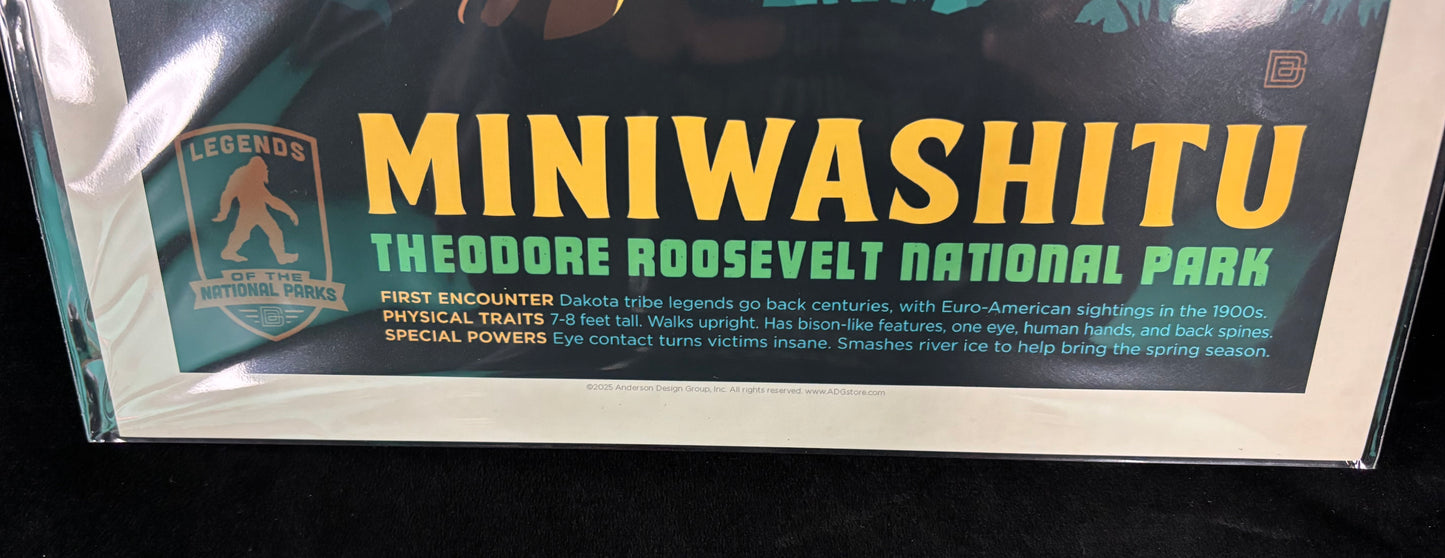 LEGENDS
OF THE
NATIONAL PARKS
MINIWASHITU
THEODORE ROOSEVELT NATIONAL PARK
FIRST ENCOUNTER Dakota tribe legends go back centuries, with Euro-American sightings in the 1900s.
PHYSICAL TRAITS 7-8 feet tall. Walks upright. Has bison-like features, one eye, human hands, and back spines.
SPECIAL POWERS Eye contact turns victims insane. Smashes river ice to help bring the spring season.
©2025 Anderson Design Group, Inc. All rights reserved. www.ADGstore.com